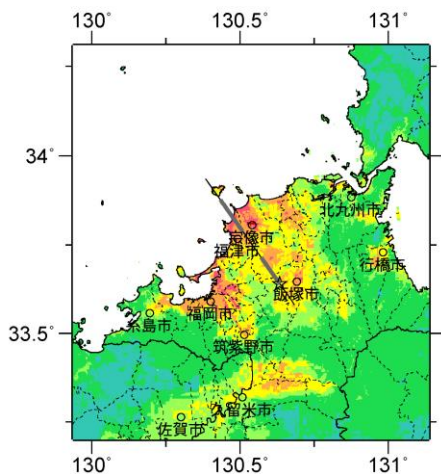 130° 130.5° 131°
34°
北九州市
宗像市
福津市
行橋市
飯塚市
福岡市
糸島市
33.5°
筑紫野市
久留米市
佐賀市
130° 130.5° 131°